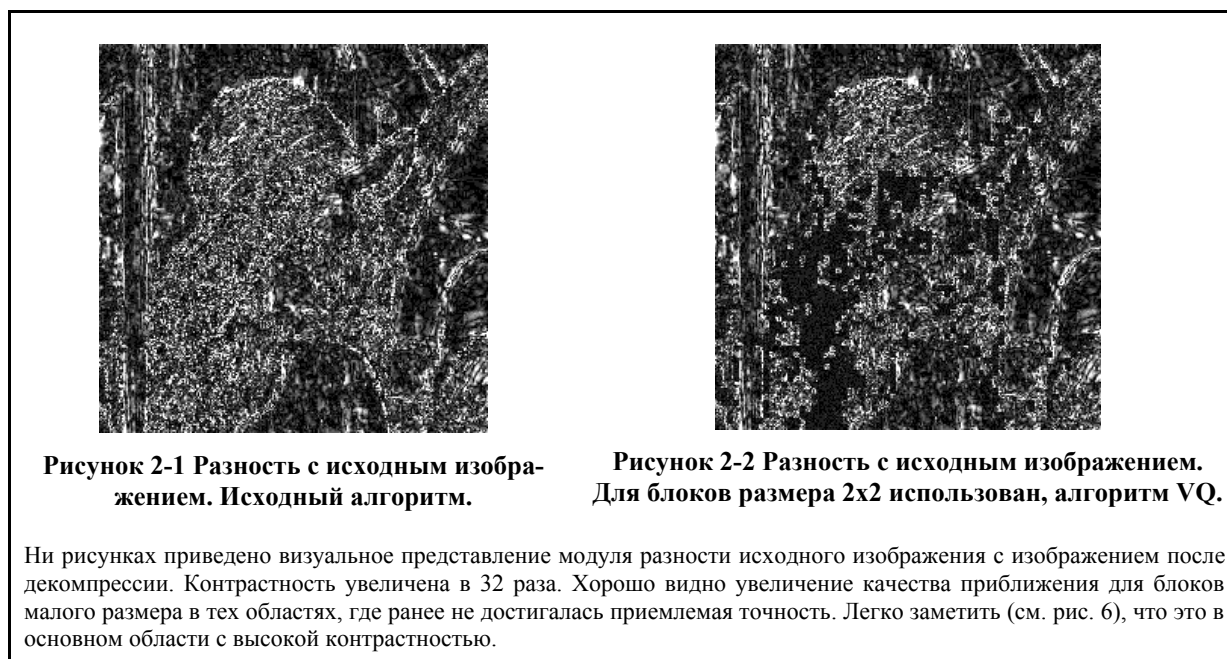 Рисунок 2-1 Разность с исходным изобра-
жением. Исходный алгоритм.
Рисунок 2-2 Разность с исходным изображением.
Для блоков размера 2x2 использован, алгоритм VQ.
Ни рисунках приведено визуальное представление модуля разности исходного изображения с изображением после
декомпрессии. Контрастность увеличена в 32 раза. Хорошо видно увеличение качества приближения для блоков
малого размера в тех областях, где ранее не достигалась приемлемая точность. Легко заметить (см. рис. 6), что это в
основном области с высокой контрастностью.